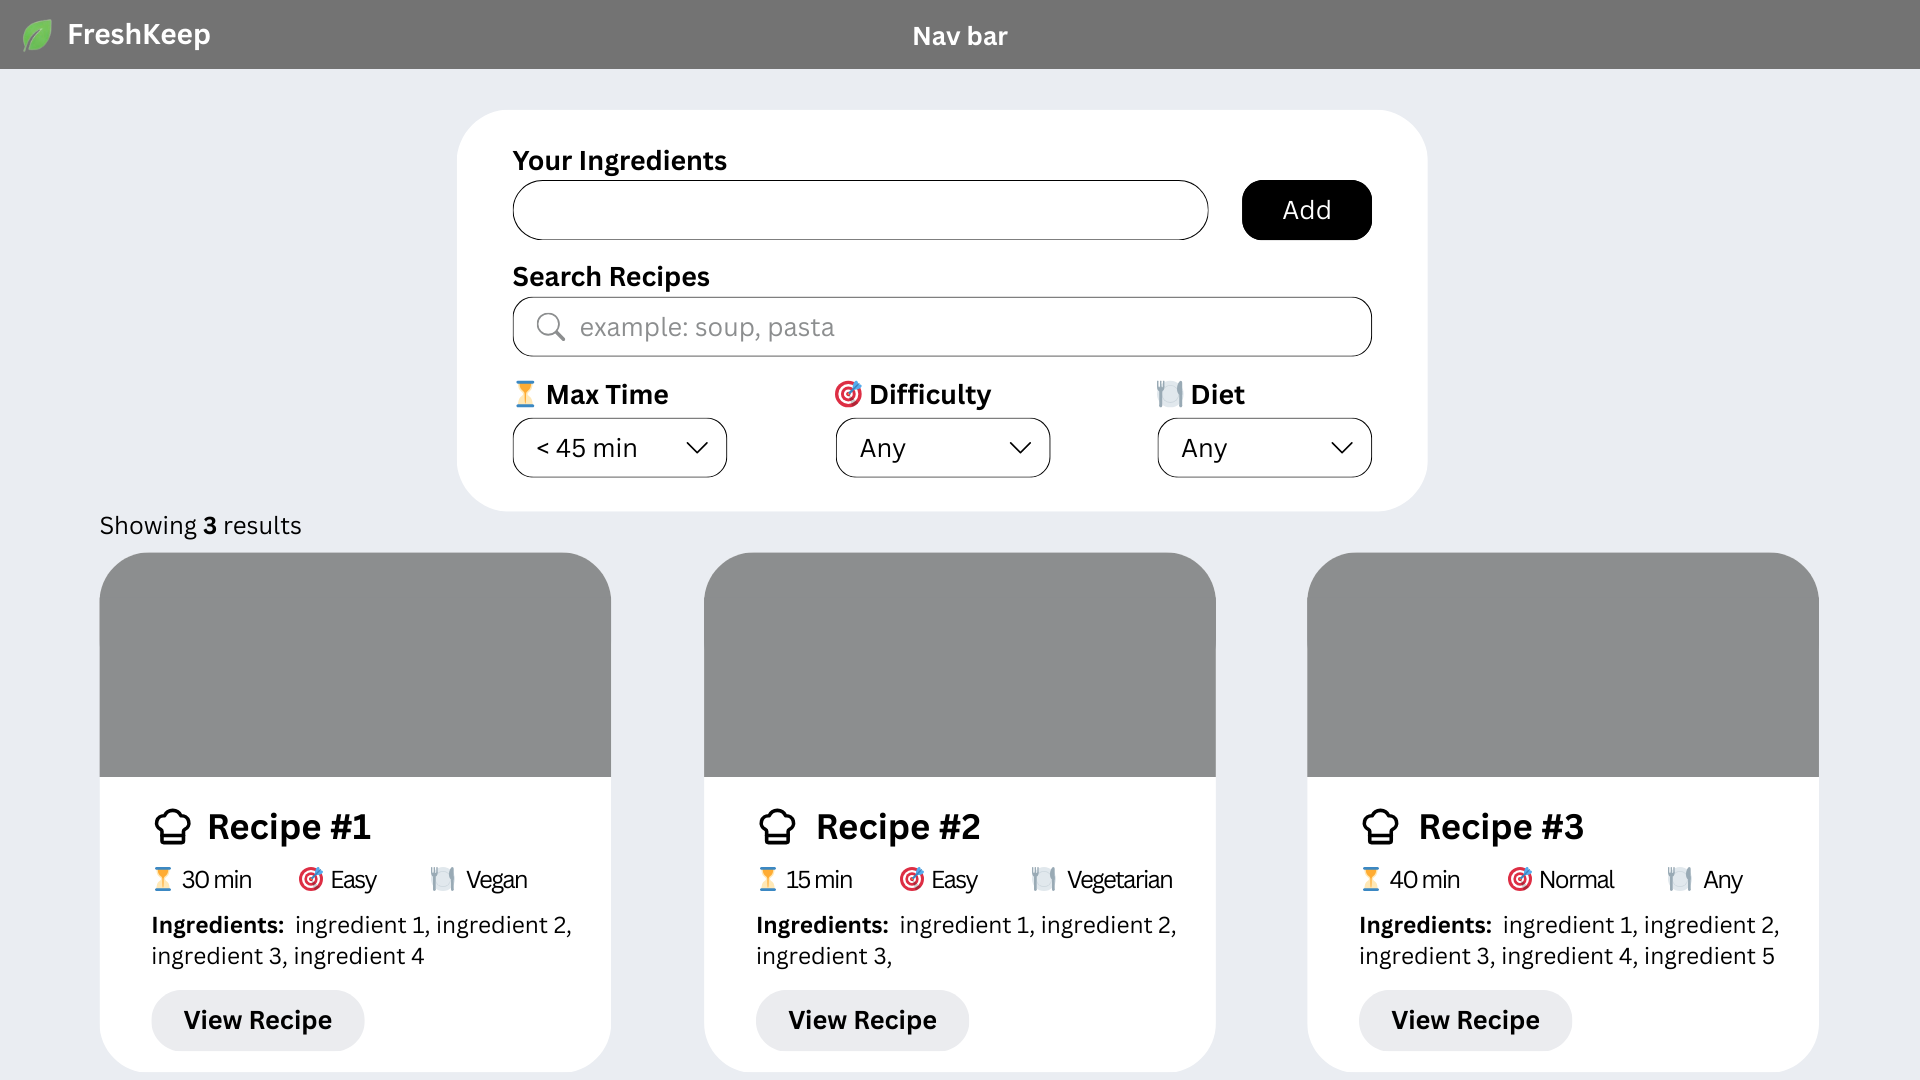 FreshKeep
Nav bar
Your Ingredients
Add
Search Recipes
example: soup, pasta
Max Time
Difficulty
Diet
< 45 min
Any
Any
Showing 3 results
Recipe #1
30 min Easy Vegan
Ingredients: ingredient 1, ingredient 2,
ingredient 3, ingredient 4
View Recipe
Recipe #2
15 min Easy Vegetarian
Ingredients: ingredient 1, ingredient 2,
ingredient 3,
View Recipe
Recipe #3
40 min Normal Any
Ingredients: ingredient 1, ingredient 2,
ingredient 3, ingredient 4, ingredient 5
View Recipe